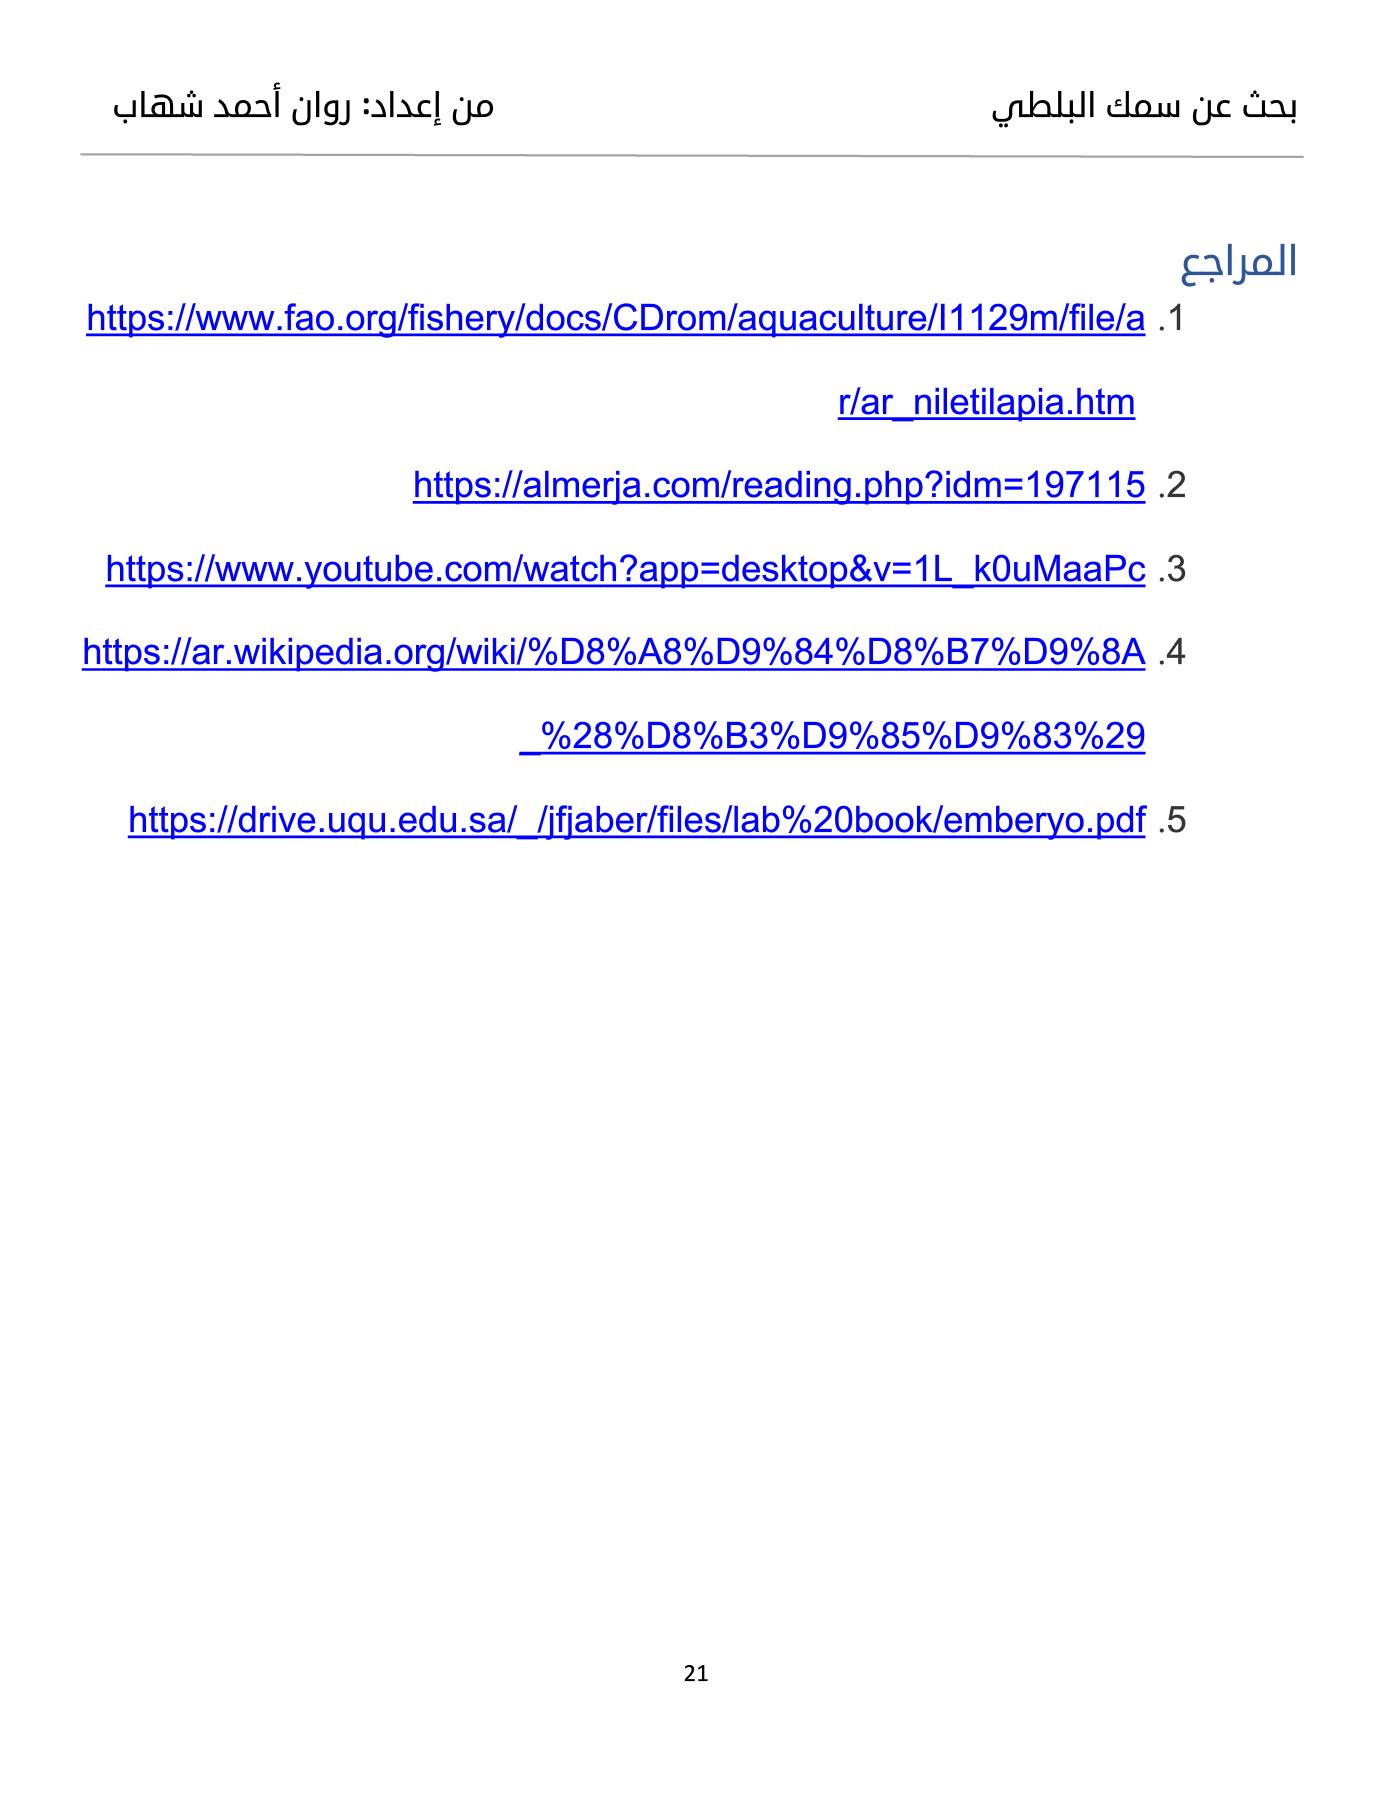 بحث عن سمك البلطي من إعداد: روان أحمد شهاب
المراجع
1. https://www.fao.org/fishery/docs/CDrom/aquaculture/I1129m/file/a
r/ar_niletilapia.htm
2. https://almerja.com/reading.php?idm=197115
3. https://www.youtube.com/watch?app=desktop&v=1L_k0uMaaPc
4. https://ar.wikipedia.org/wiki/%D8%A8%D9%84%D8%B7%D9%8A
_%28%D8%B3%D9%85%D9%83%29
5. https://drive.uqu.edu.sa/_/jfjaber/files/lab%20book/emberyo.pdf
21